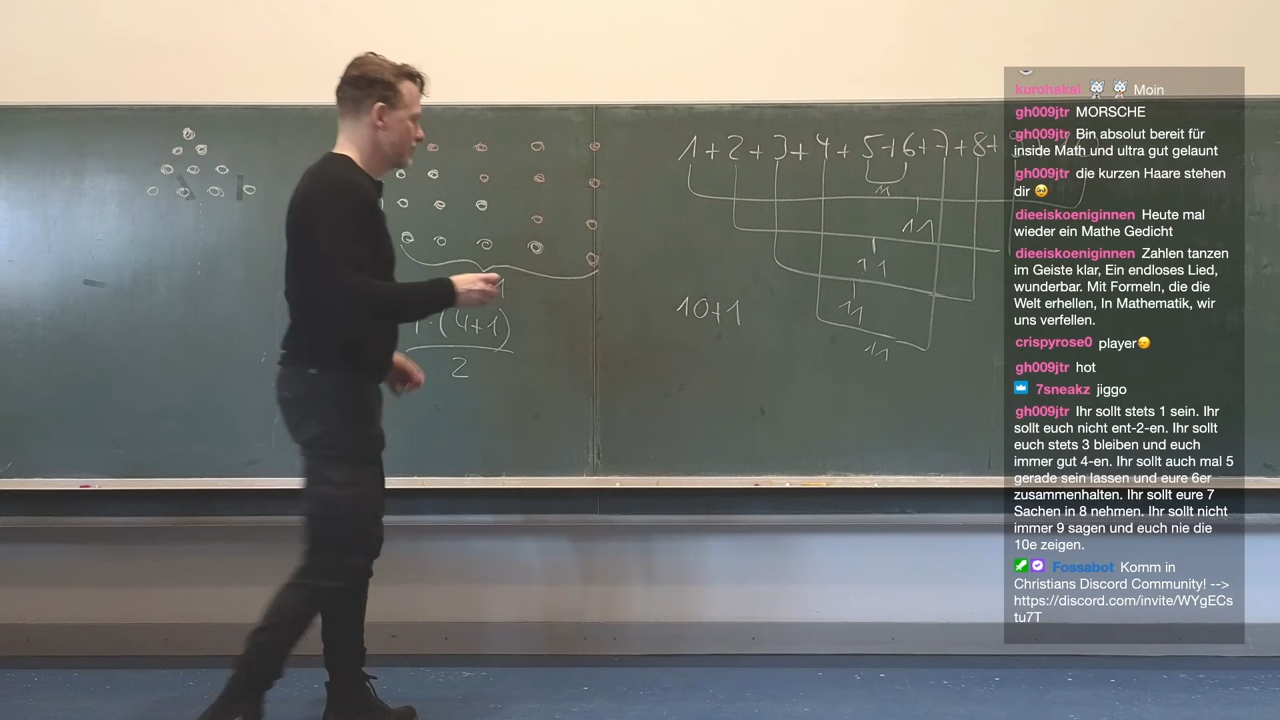 1+2+3+4+5+6+7+8+
11
11
11
11
11
10+1
(4+1)
2
kurohakai Moin
gh009jtr MORSCHE
gh009jtr Bin absolut bereit für
inside Math und ultra gut gelaunt
gh009jtr die kurzen Haare stehen
dir 🥹
dieeiskoeniginnen Heute mal
wieder ein Mathe Gedicht
dieeiskoeniginnen Zahlen tanzen
im Geiste klar, Ein endloses Lied,
wunderbar. Mit Formeln, die die
Welt erhellen, In Mathematik, wir
uns verfellen.
crispyrose0 player😏
gh009jtr hot
7sneakz jiggo
gh009jtr Ihr sollt stets 1 sein. Ihr
sollt euch nicht ent-2-en. Ihr sollt
euch stets 3 bleiben und euch
immer gut 4-en. Ihr sollt auch mal 5
gerade sein lassen und eure 6er
zusammenhalten. Ihr sollt eure 7
Sachen in 8 nehmen. Ihr sollt nicht
immer 9 sagen und euch nie die
10e zeigen.
Fossabot Komm in
Christians Discord Community! -->
https://discord.com/invite/WYgECs
tu7T